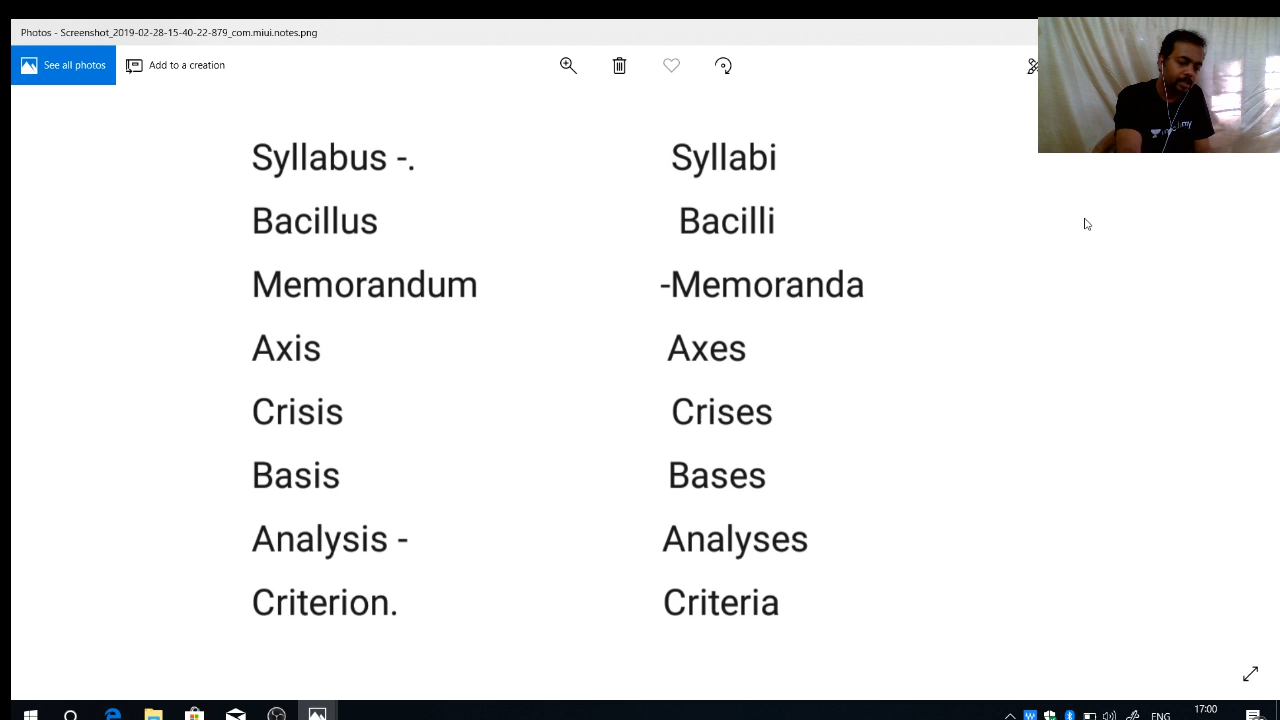 Photos - Screenshot_2019-02-28-15-40-22-879_com.miui.notes.png
See all photos Add to a creation
Syllabus -. Syllabi
Bacillus Bacilli
Memorandum -Memoranda
Axis Axes
Crisis Crises
Basis Bases
Analysis - Analyses
Criterion. Criteria
17:00
ENG